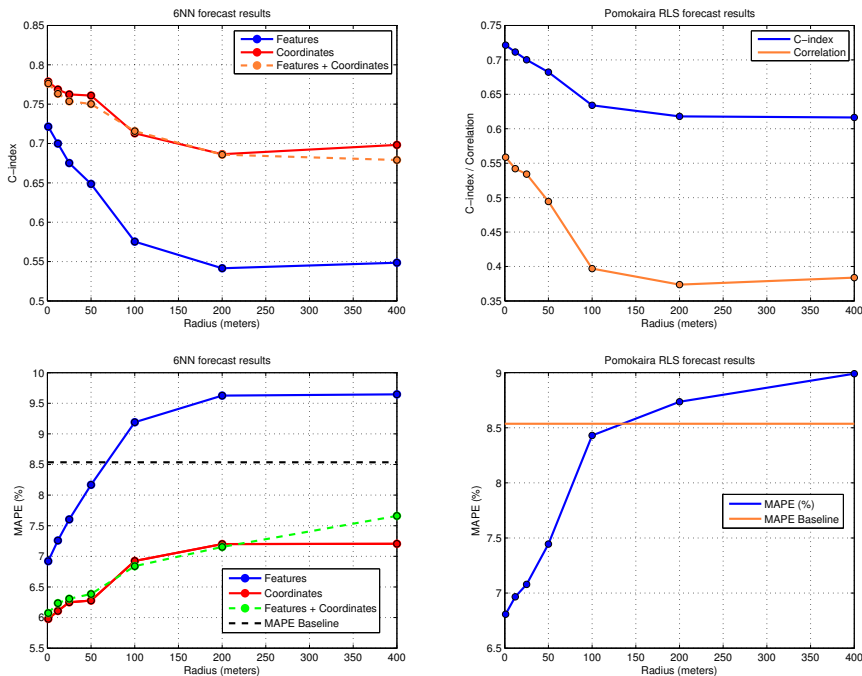 6NN forecast results
0.85
0.8
0.75
0.7
0.65
0.6
0.55
0.5
C-index
0 50 100 150 200 250 300 350 400
Radius (meters)
Features
Coordinates
Features + Coordinates
Pomokaira RLS forecast results
0.75
0.7
0.65
0.6
0.55
0.5
0.45
0.4
0.35
C-index / Correlation
0 50 100 150 200 250 300 350 400
Radius (meters)
C-index
Correlation
6NN forecast results
10
9.5
9
8.5
8
7.5
7
6.5
6
5.5
MAPE (%)
0 50 100 150 200 250 300 350 400
Radius (meters)
Features
Coordinates
Features + Coordinates
MAPE Baseline
Pomokaira RLS forecast results
9
8.5
8
7.5
7
6.5
MAPE (%)
0 50 100 150 200 250 300 350 400
Radius (meters)
MAPE (%)
MAPE Baseline